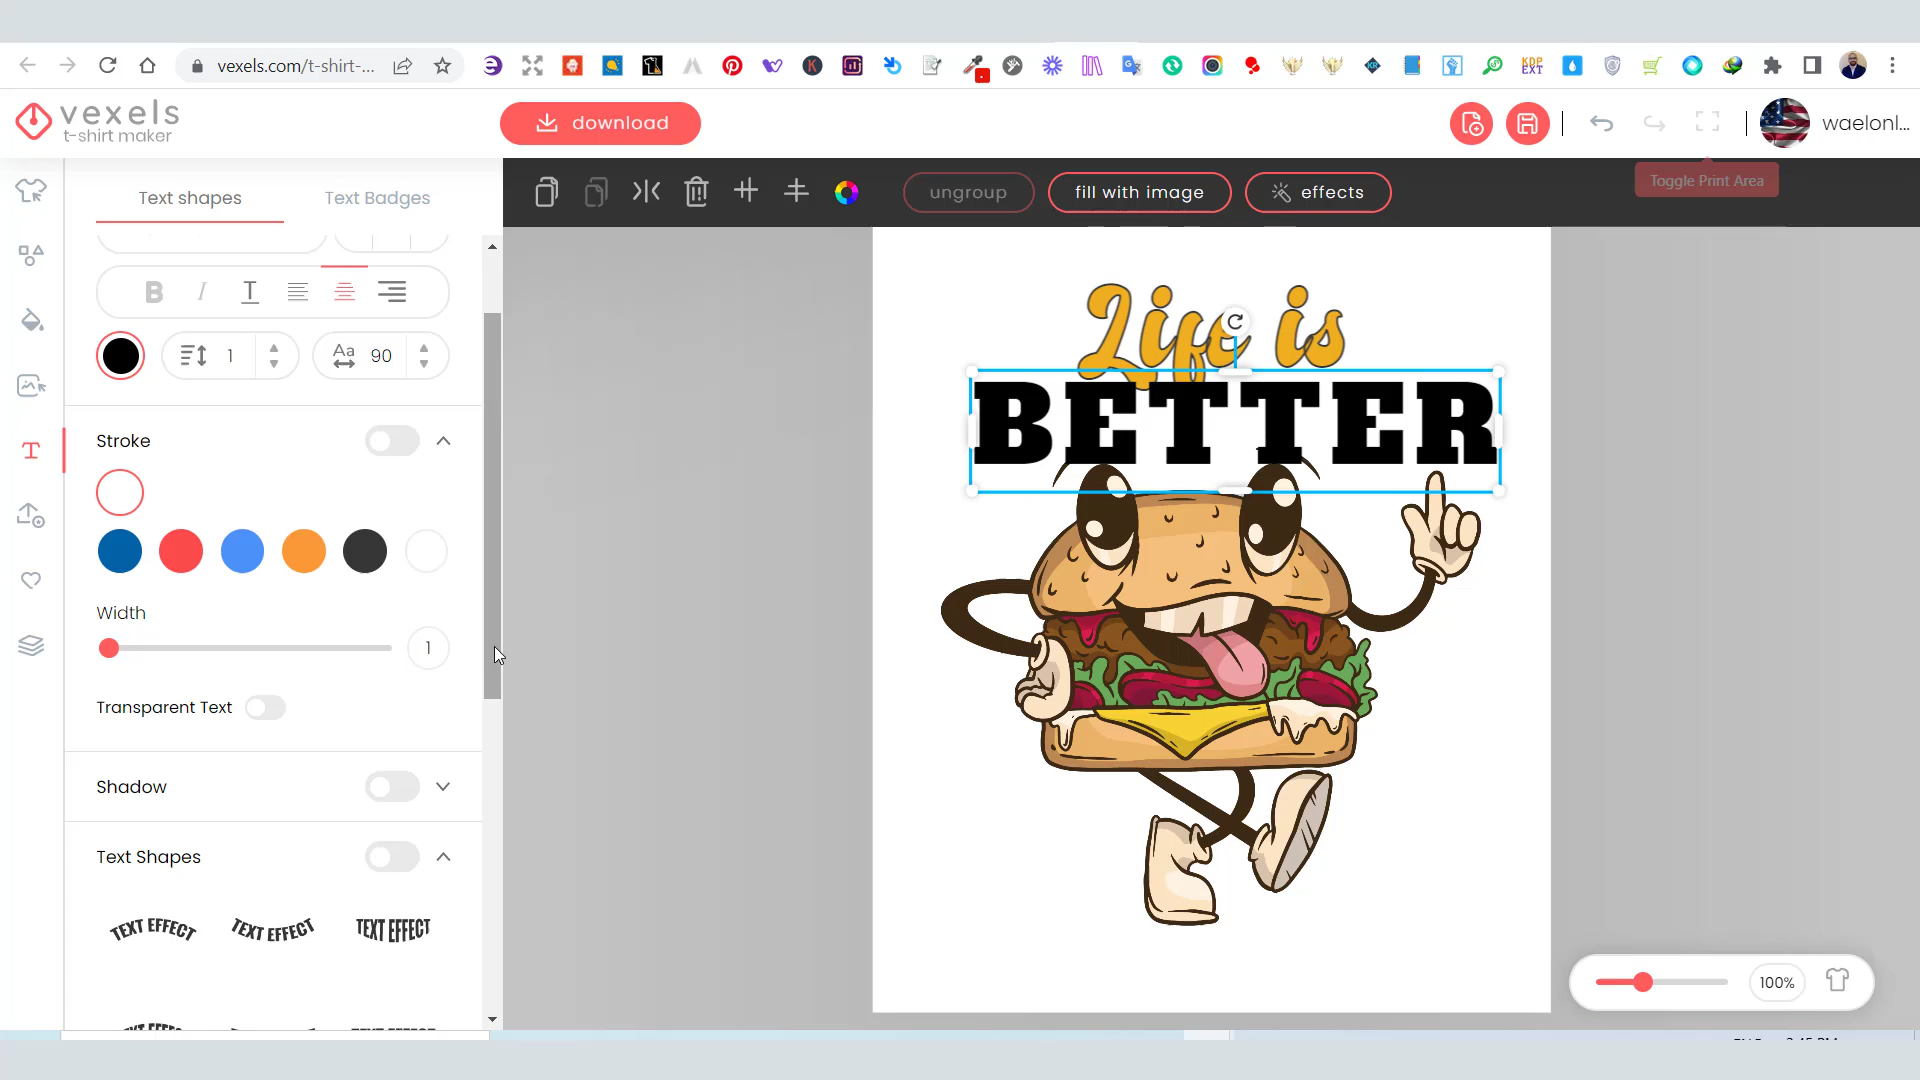 vexels.com/t-shirt-...
KDP
EXT
vexels
t-shirt maker
download
waelonl...
Toggle Print Area
Text shapes
Text Badges
ungroup
fill with image
effects
B I T
1
Aa
90
Stroke
Width
1
Transparent Text
Shadow
Text Shapes
TEXT EFFECT
TEXT EFFECT
TEXT EFFECT
Life is
BETTER
100%